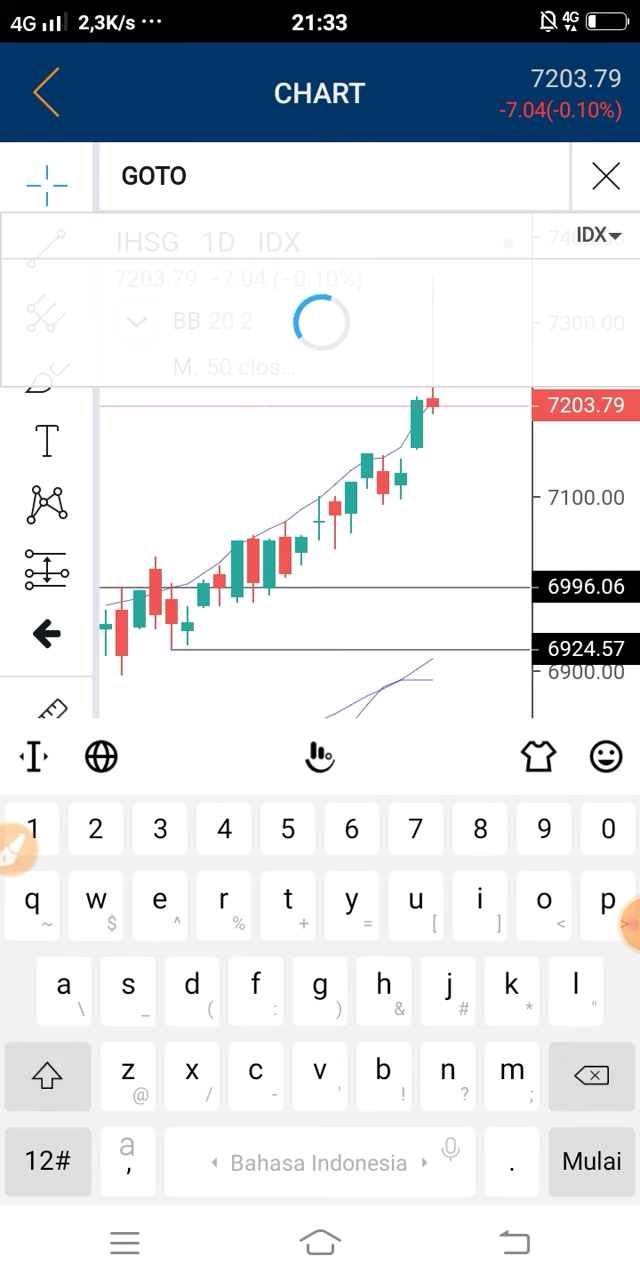 4G 2,3K/s ··· 21:33 4G
CHART
7203.79
-7.04(-0.10%)
GOTO
IDX
IHSG 1D IDX
7203.79 -7.04 (-0.10%)
BB 20 2
M. 50 clos...
7300.00
7203.79
7100.00
6996.06
6924.57
6900.00
T
1 2 3 4 5 6 7 8 9 0
q w e r t y u i o p
~ $ ^ % + = [ ] < >
a s d f g h j k l
\ _ ( : ) & # * "
z x c v b n m
@ / - ' ! ? ;
12# a , Bahasa Indonesia . Mulai